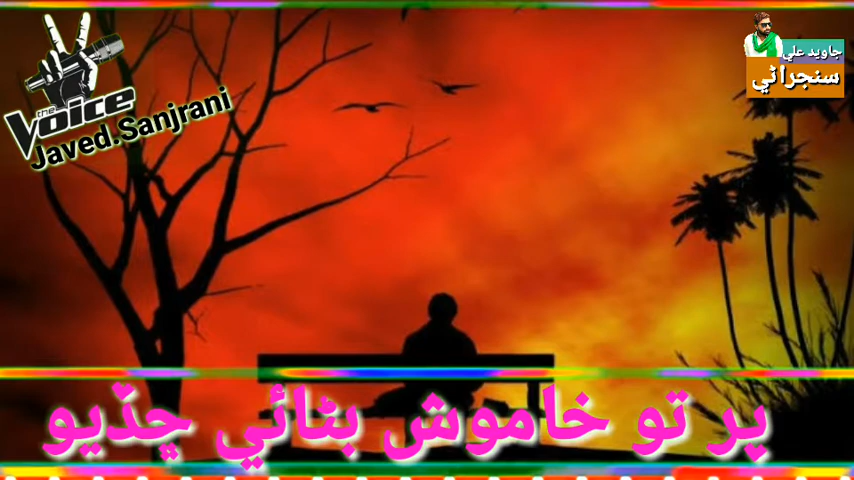 the
Voice
Javed.Sanjrani
جاويد علي
سنجراڻي
پر تو خاموش بڻائي ڇڏيو